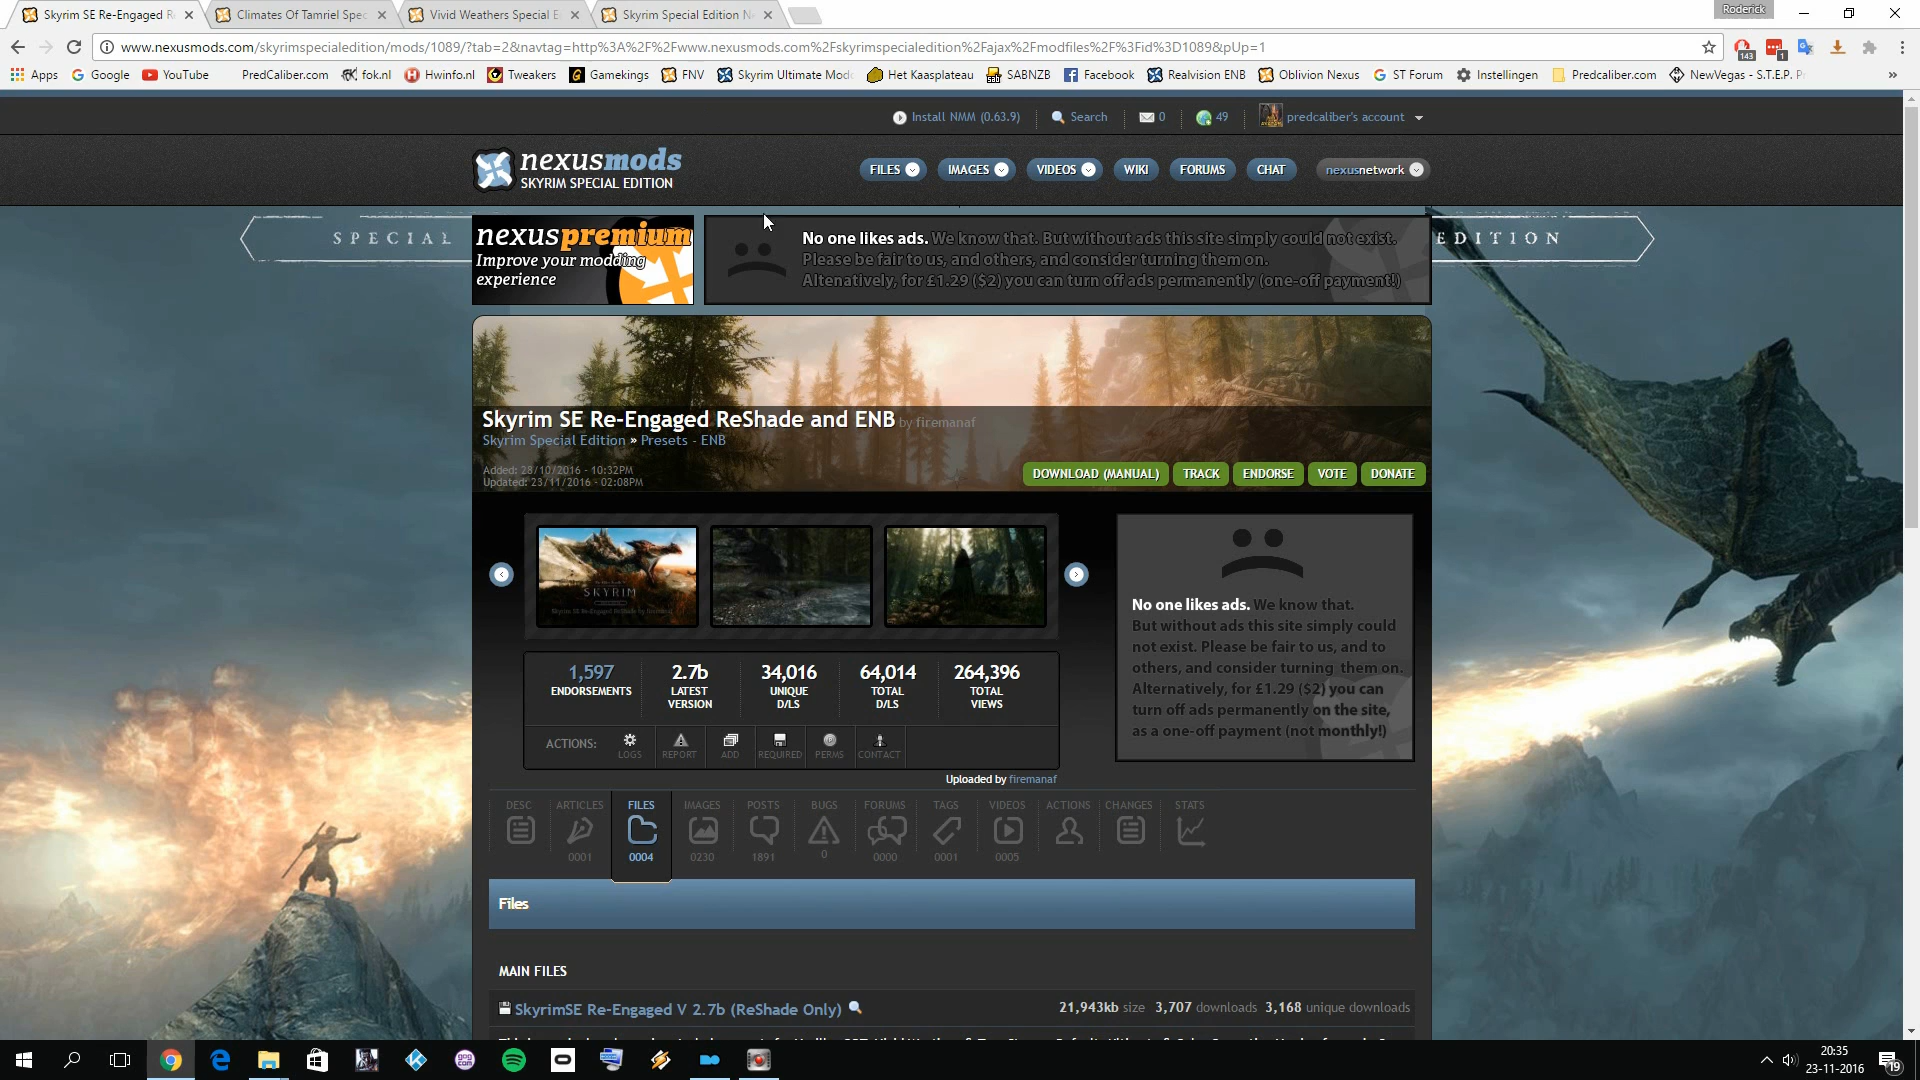 Skyrim SE Re-Engaged R
Climates Of Tamriel Spec
Vivid Weathers Special E
Skyrim Special Edition N
Roderick
www.nexusmods.com/skyrimspecialedition/mods/1089/?tab=2&navtag=http%3A%2F%2Fwww.nexusmods.com%2Fskyrimspecialedition%2Fajax%2Fmodfiles%2F%3Fid%3D1089&pUp=1
143
1
Apps
Google
YouTube
PredCaliber.com
fok.nl
Hwinfo.nl
Tweakers
Gamekings
FNV
Skyrim Ultimate Mod
Het Kaasplateau
SABNZB
Facebook
Realvision ENB
Oblivion Nexus
ST Forum
Instellingen
Predcaliber.com
NewVegas - S.T.E.P.
»
Install NMM (0.63.9)
Search
0
49
predcaliber's account
nexusmods
SKYRIM SPECIAL EDITION
FILES
IMAGES
VIDEOS
WIKI
FORUMS
CHAT
nexusnetwork
SPECIAL
EDITION
nexuspremium
Improve your modding
experience
No one likes ads. We know that. But without ads this site simply could not exist.
Please be fair to us, and others, and consider turning them on.
Altenatively, for £1.29 ($2) you can turn off ads permanently (one-off payment!)
Skyrim SE Re-Engaged ReShade and ENB by firemanaf
Skyrim Special Edition » Presets - ENB
Added: 28/10/2016 - 10:32PM
Updated: 23/11/2016 - 02:08PM
DOWNLOAD (MANUAL)
TRACK
ENDORSE
VOTE
DONATE
SKYRIM
No one likes ads. We know that.
But without ads this site simply could
not exist. Please be fair to us, and to
others, and consider turning them on.
Alternatively, for £1.29 ($2) you can
turn off ads permanently on the site,
as a one-off payment (not monthly!)
1,597
ENDORSEMENTS
2.7b
LATEST
VERSION
34,016
UNIQUE
D/LS
64,014
TOTAL
D/LS
264,396
TOTAL
VIEWS
ACTIONS:
LOGS
REPORT
ADD
REQUIRED
PERMS
CONTACT
Uploaded by firemanaf
DESC
ARTICLES
0001
FILES
0004
IMAGES
0230
POSTS
1891
BUGS
0
FORUMS
0000
TAGS
0001
VIDEOS
0005
ACTIONS
CHANGES
STATS
Files
MAIN FILES
SkyrimSE Re-Engaged V 2.7b (ReShade Only)
21,943kb size 3,707 downloads 3,168 unique downloads
20:35
23-11-2016
19